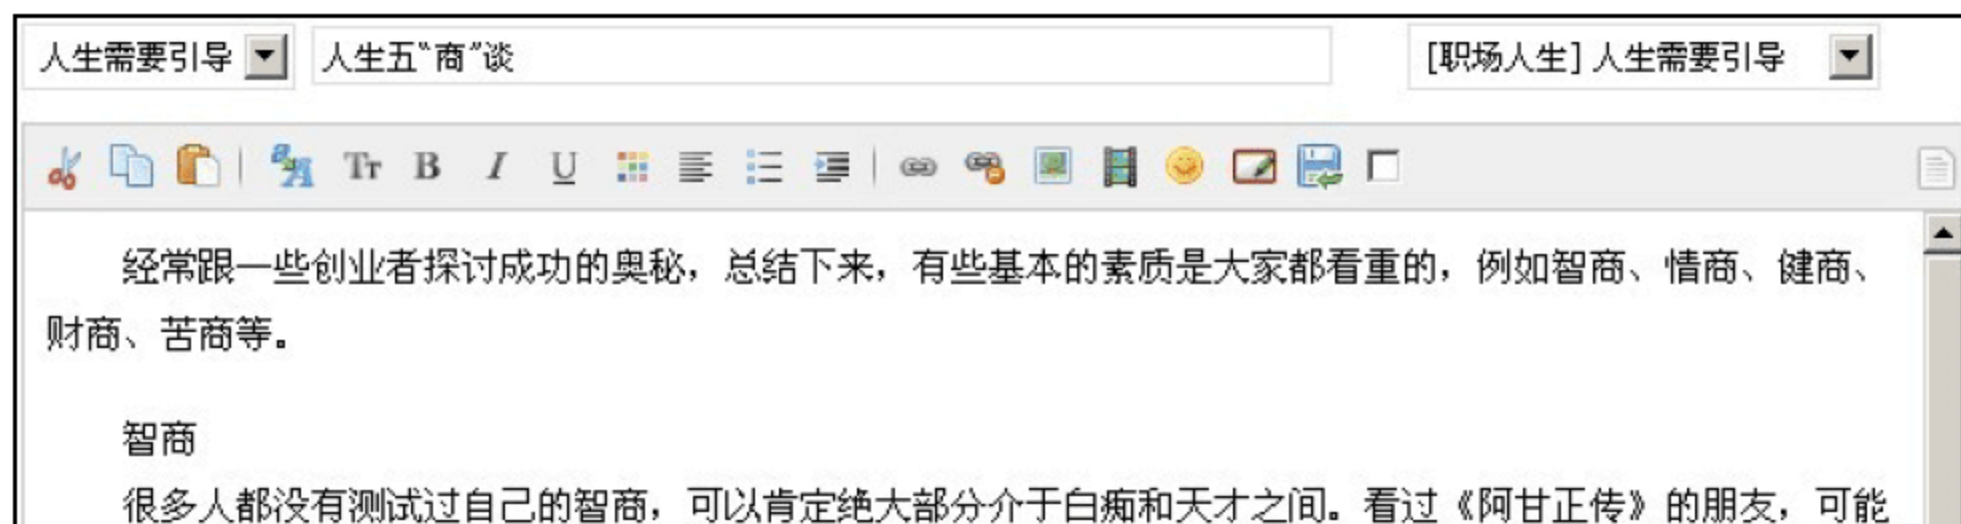 人生需要引导 人生五“商”谈 [职场人生] 人生需要引导
Tr B I U
经常跟一些创业者探讨成功的奥秘，总结下来，有些基本的素质是大家都看重的，例如智商、情商、健商、
财商、苦商等。
智商
很多人都没有测试过自己的智商，可以肯定绝大部分介于白痴和天才之间。看过《阿甘正传》的朋友，可能